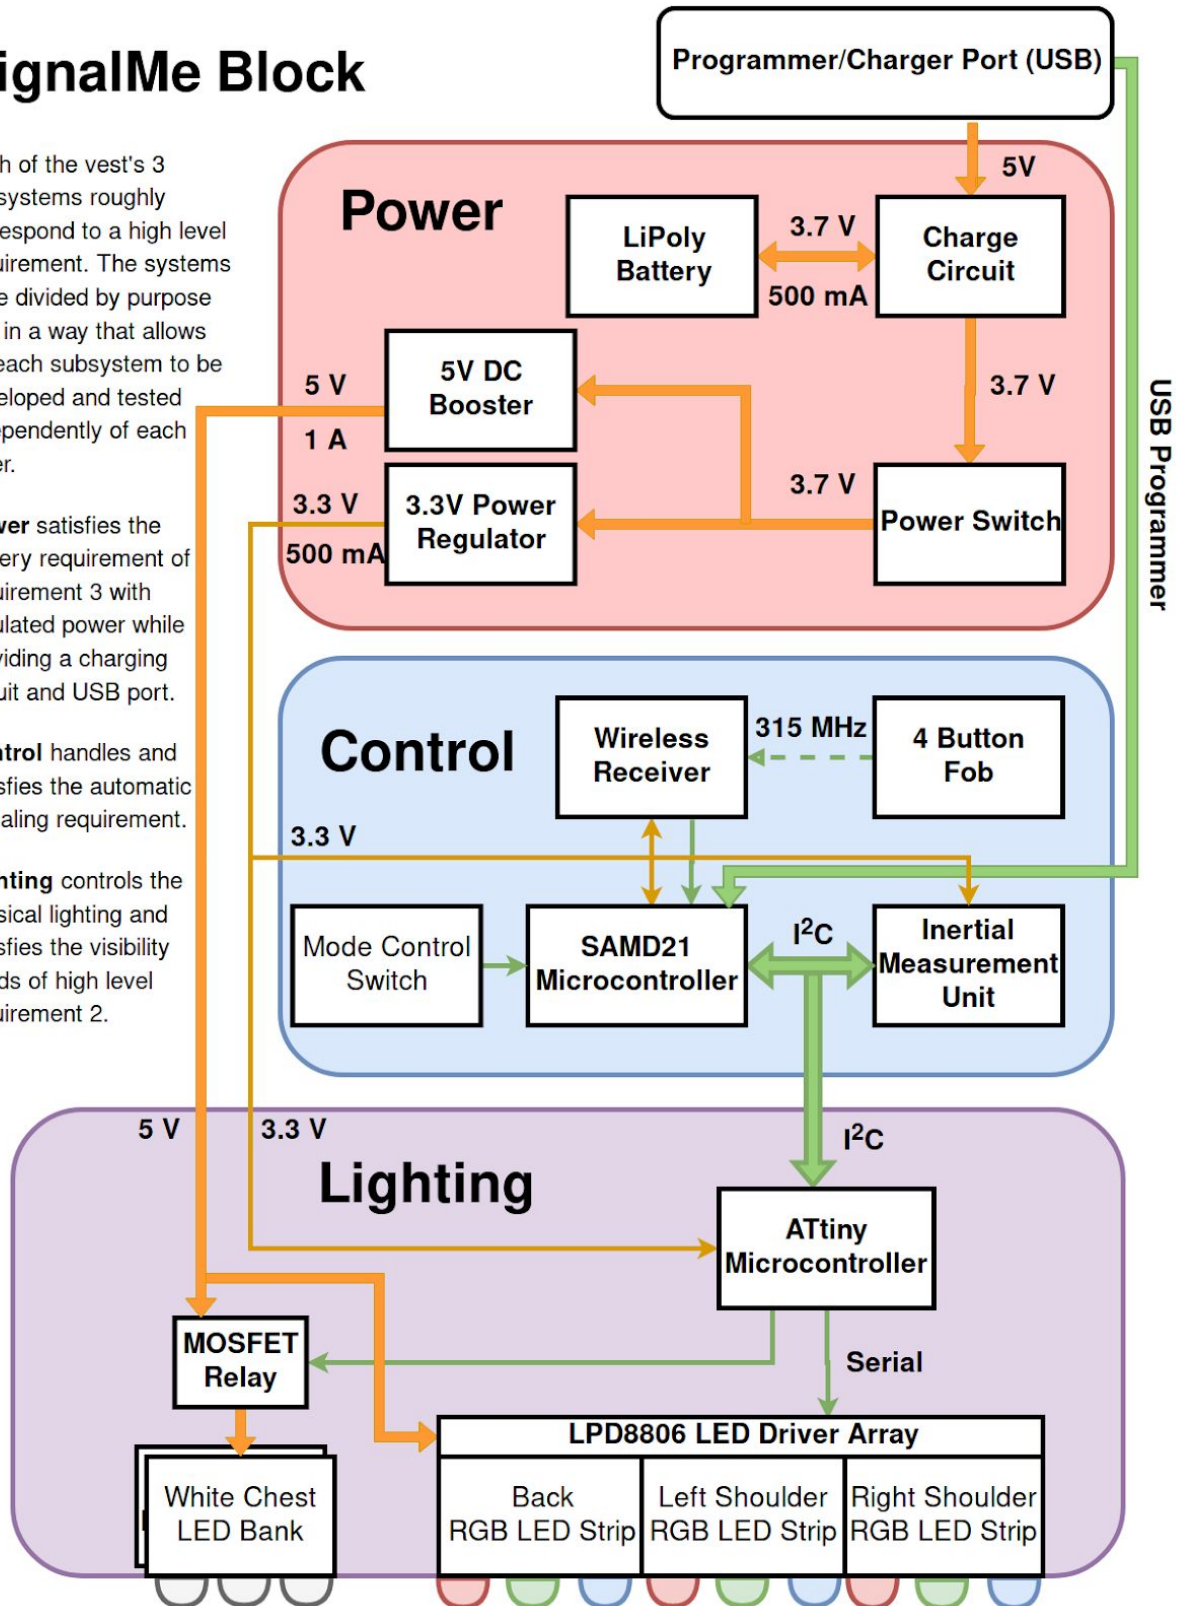 ignalMe Block
Programmer/Charger Port (USB)
h of the vest's 3
systems roughly
espond to a high level
uirement. The systems
e divided by purpose
in a way that allows
each subsystem to be
eloped and tested
ependently of each
er.
wer satisfies the
ery requirement of
uirement 3 with
ulated power while
viding a charging
uit and USB port.
ntrol handles and
sfies the automatic
aling requirement.
hting controls the
sical lighting and
sfies the visibility
ds of high level
uirement 2.
5V
Power
LiPoly
Battery
3.7 V
500 mA
Charge
Circuit
3.7 V
5V DC
Booster
5 V
1 A
3.3V Power
Regulator
3.3 V
500 mA
3.7 V
Power Switch
USB Programmer
Control
Wireless
Receiver
315 MHz
4 Button
Fob
3.3 V
Mode Control
Switch
SAMD21
Microcontroller
I²C
Inertial
Measurement
Unit
5 V
3.3 V
I²C
Lighting
ATtiny
Microcontroller
MOSFET
Relay
Serial
LPD8806 LED Driver Array
White Chest
LED Bank
Back
RGB LED Strip
Left Shoulder
RGB LED Strip
Right Shoulder
RGB LED Strip